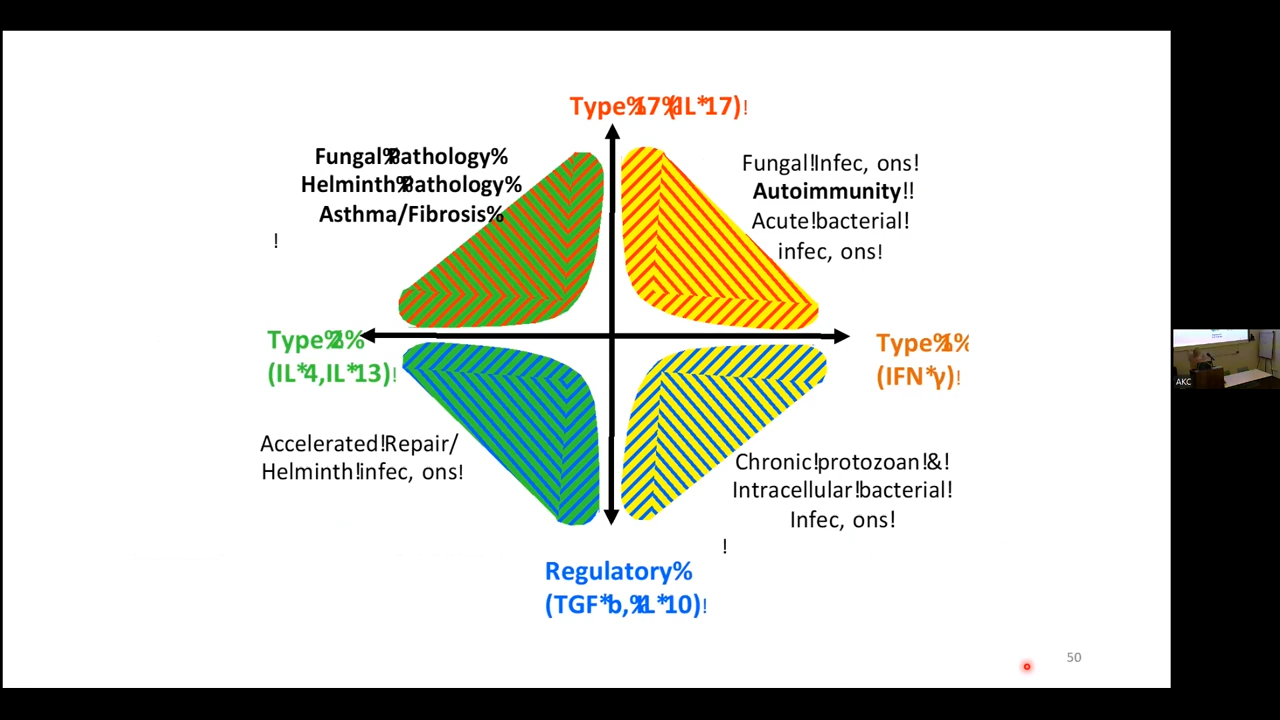 Type%17%(IL*17)!
Fungal%Pathology%
Helminth%Pathology%
Asthma/Fibrosis%
!
Fungal!Infec, ons!
Autoimmunity!!
Acute!bacterial!
infec, ons!
Type%2%
(IL*4,IL*13)!
Type%1%
(IFN*γ)!
Accelerated!Repair/
Helminth!infec, ons!
Chronic!protozoan!&!
Intracellular!bacterial!
Infec, ons!
!
Regulatory%
(TGF*b,%IL*10)!
50
AKC